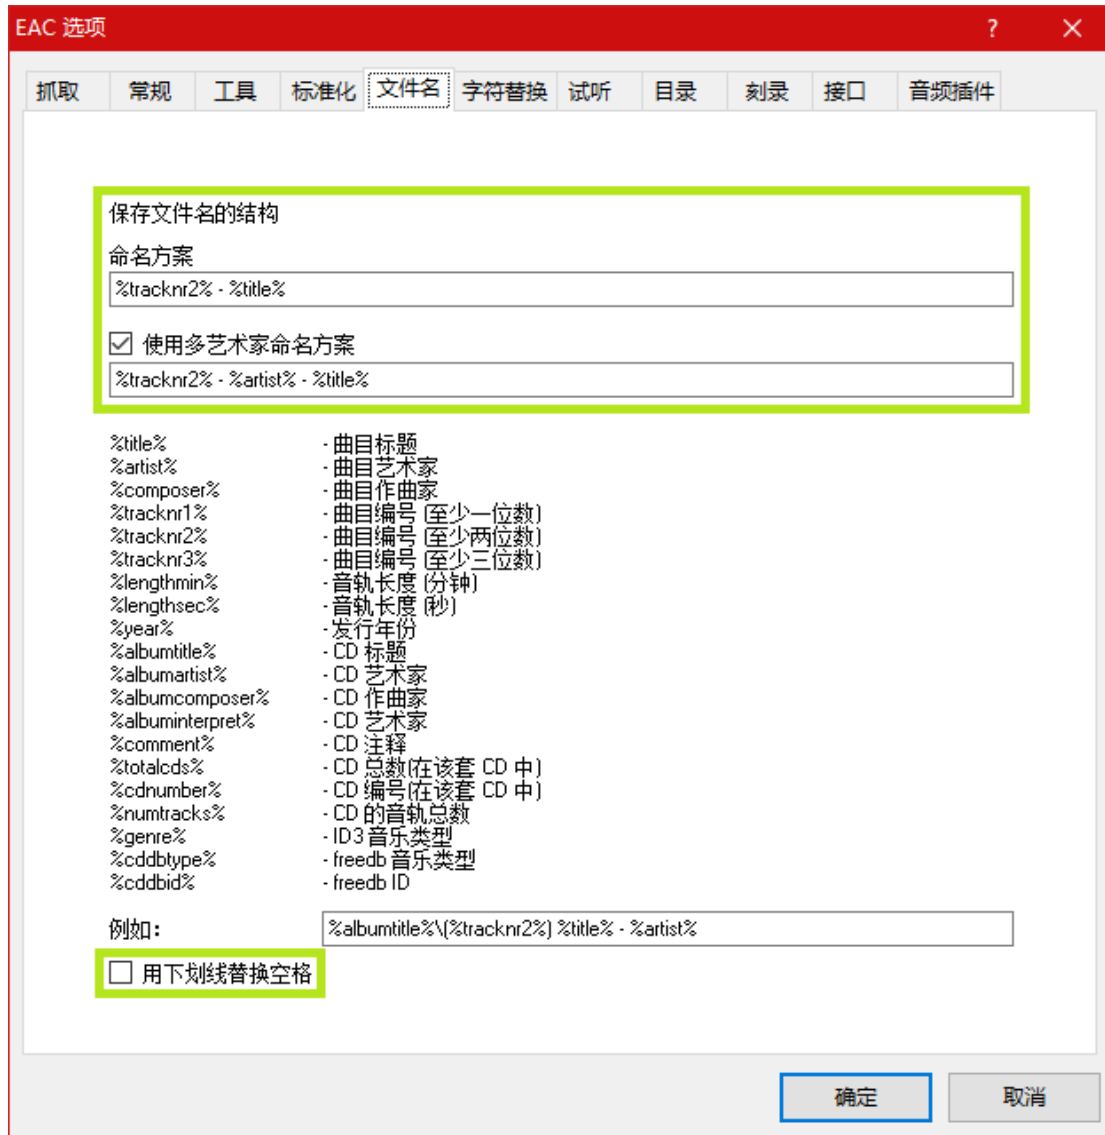 EAC 选项
?
抓取 常规 工具 标准化 文件名 字符替换 试听 目录 刻录 接口 音频插件
保存文件名的结构
命名方案
%tracknr2% - %title%
使用多艺术家命名方案
%tracknr2% - %artist% - %title%
%title% - 曲目标题
%artist% - 曲目艺术家
%composer% - 曲目作曲家
%tracknr1% - 曲目编号 (至少一位数)
%tracknr2% - 曲目编号 (至少两位数)
%tracknr3% - 曲目编号 (至少三位数)
%lengthmin% - 音轨长度 (分钟)
%lengthsec% - 音轨长度 (秒)
%year% - 发行年份
%albumtitle% - CD 标题
%albumartist% - CD 艺术家
%albumcomposer% - CD 作曲家
%albuminterpret% - CD 艺术家
%comment% - CD 注释
%totalcds% - CD 总数(在该套 CD 中)
%cdnumber% - CD 编号(在该套 CD 中)
%numtracks% - CD 的音轨总数
%genre% - ID3 音乐类型
%cddbtype% - freedb 音乐类型
%cddbid% - freedb ID
例如: %albumtitle%\(%tracknr2%) %title% - %artist%
用下划线替换空格
确定 取消